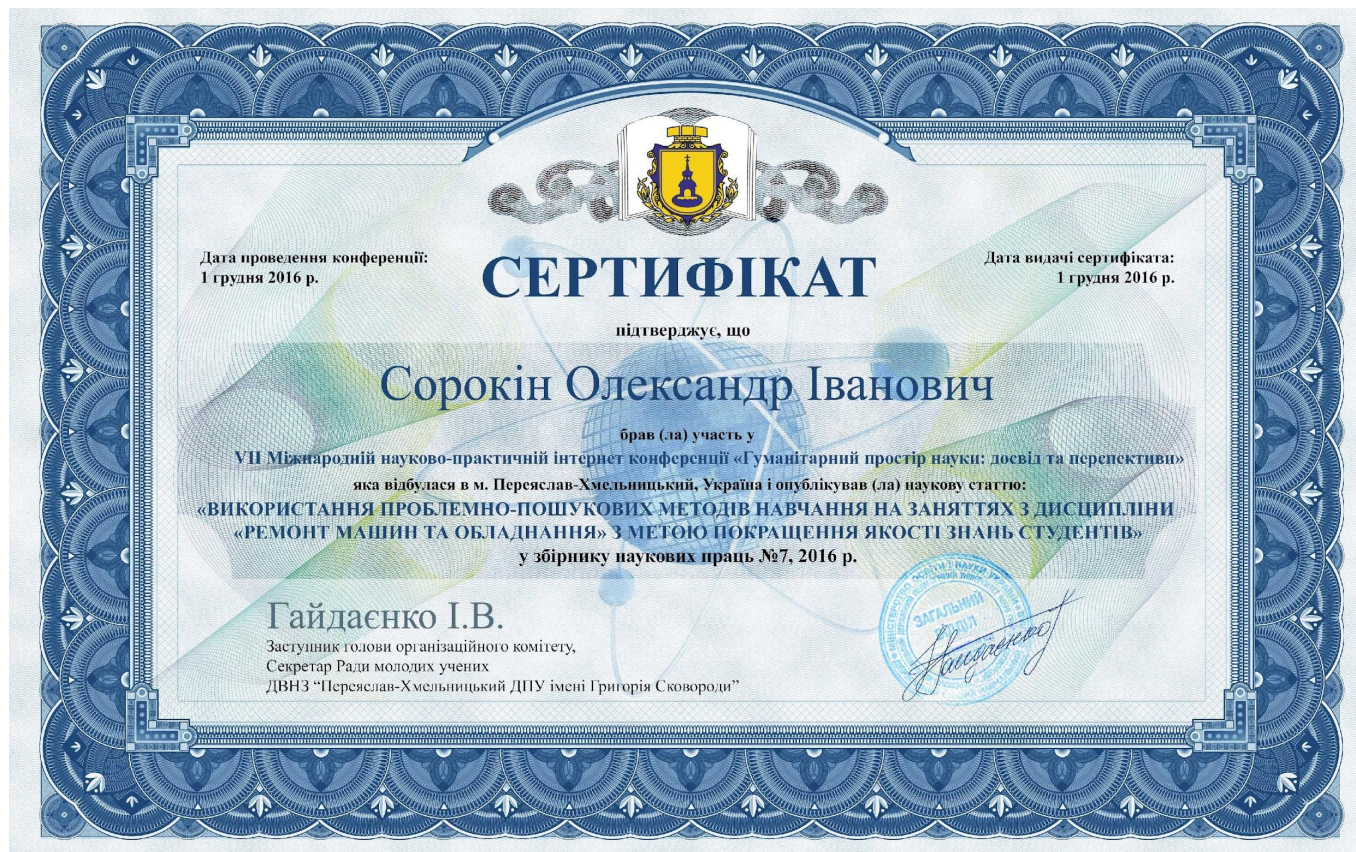 Дата проведення конференції:
1 грудня 2016 р.
Дата видачі сертифіката:
1 грудня 2016 р.
СЕРТИФІКАТ
підтверджує, що
Сорокін Олександр Іванович
брав (ла) участь у
VII Міжнародній науково-практичній інтернет конференції «Гуманітарний простір науки: досвід та перспективи»
яка відбулася в м. Переяслав-Хмельницький, Україна і опублікував (ла) наукову статтю:
«ВИКОРИСТАННЯ ПРОБЛЕМНО-ПОШУКОВИХ МЕТОДІВ НАВЧАННЯ НА ЗАНЯТТЯХ З ДИСЦИПЛІНИ
«РЕМОНТ МАШИН ТА ОБЛАДНАННЯ» З МЕТОЮ ПОКРАЩЕННЯ ЯКОСТІ ЗНАНЬ СТУДЕНТІВ»
у збірнику наукових праць №7, 2016 р.
Гайдаєнко І.В.
Заступник голови організаційного комітету,
Секретар Ради молодих учених
ДВНЗ “Переяслав-Хмельницький ДПУ імені Григорія Сковороди”
ЗАГАЛЬНИЙ
ВІДДІЛ